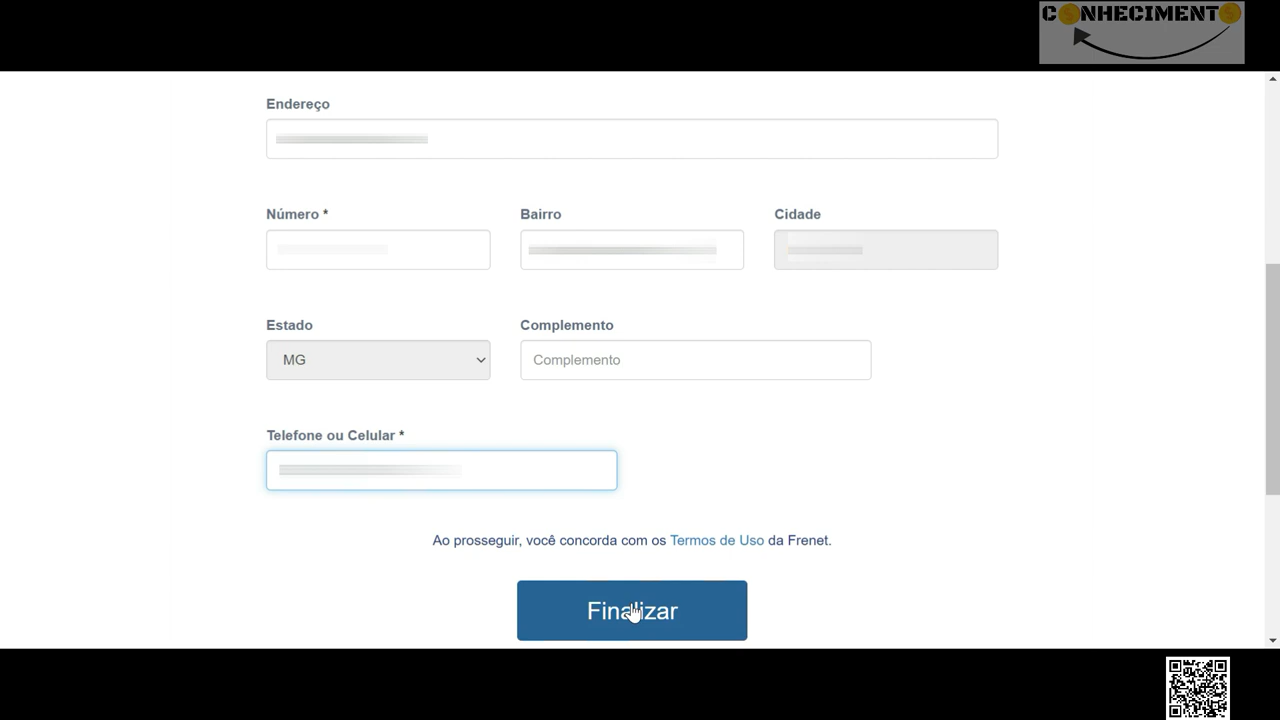 CONHECIMENTO
Endereço
Número *
Bairro
Cidade
Estado
MG
Complemento
Complemento
Telefone ou Celular *
Ao prosseguir, você concorda com os Termos de Uso da Frenet.
Finalizar